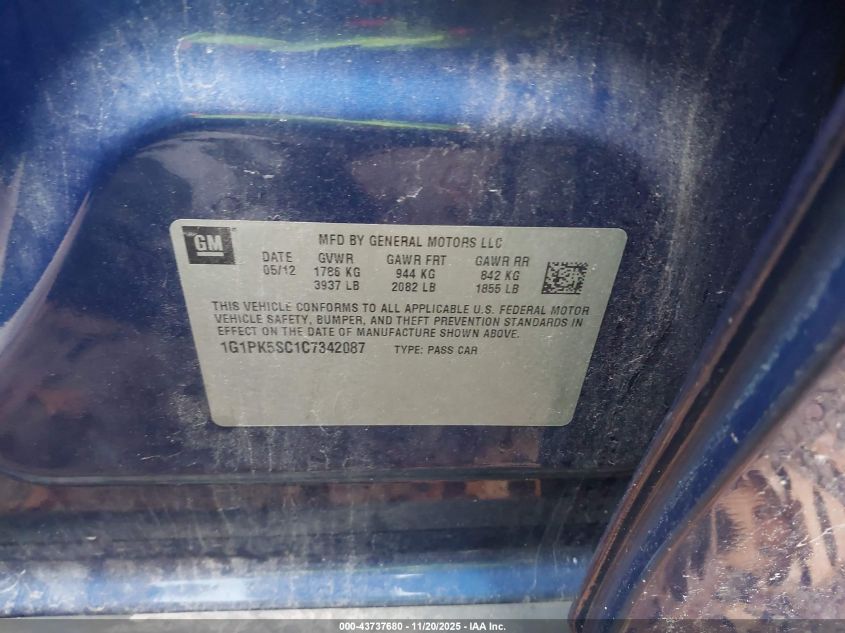 GM
MFD BY GENERAL MOTORS LLC
DATE GVWR GAWR FRT GAWR RR
05/12 1786 KG 944 KG 842 KG
3937 LB 2082 LB 1855 LB
THIS VEHICLE CONFORMS TO ALL APPLICABLE U.S. FEDERAL MOTOR
VEHICLE SAFETY, BUMPER, AND THEFT PREVENTION STANDARDS IN
EFFECT ON THE DATE OF MANUFACTURE SHOWN ABOVE.
1G1PK5SC1C7342087 TYPE: PASS CAR
000-43737680 - 11/20/2025 - IAA Inc.